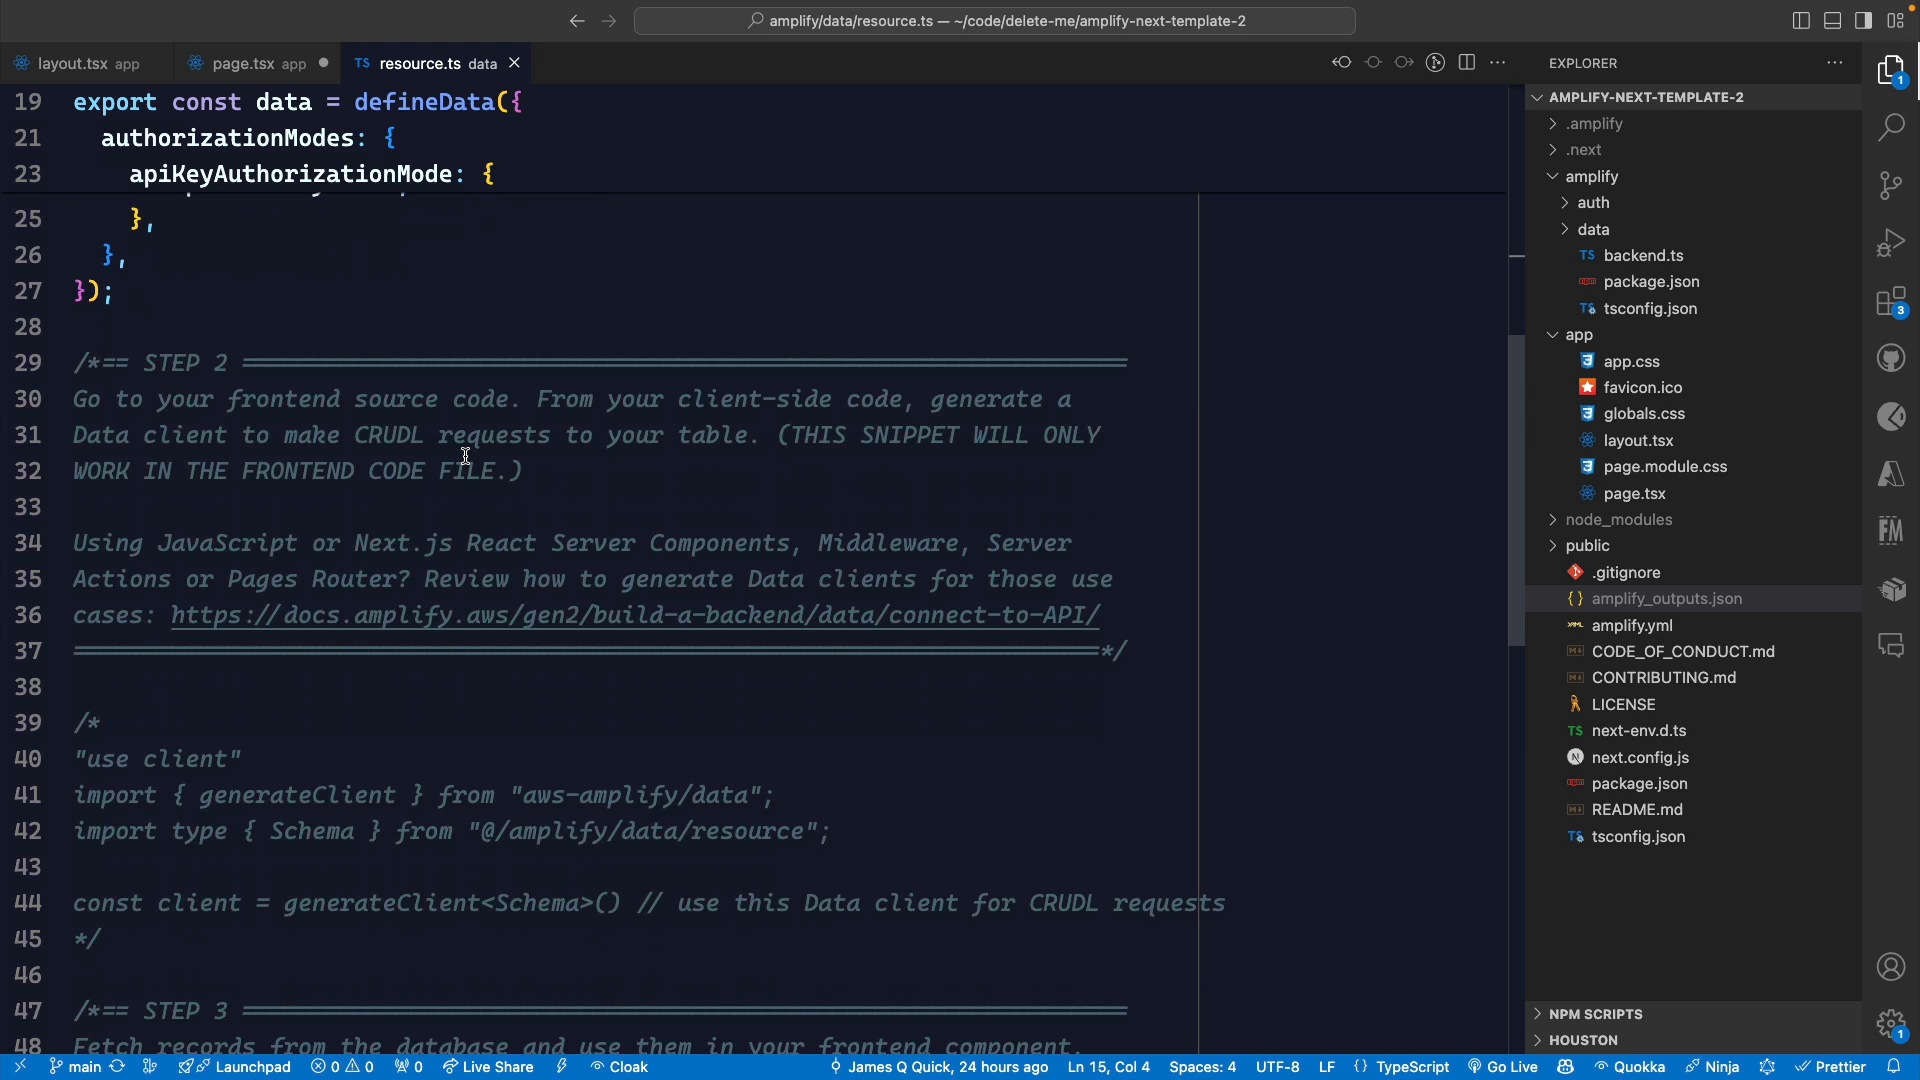 amplify/data/resource.ts — ~/code/delete-me/amplify-next-template-2
layout.tsx app
page.tsx app
TS resource.ts data
19 export const data = defineData({
21 authorizationModes: {
23 apiKeyAuthorizationMode: {
25 },
26 },
27 });
28
29 /*== STEP 2 ===============================================================
30 Go to your frontend source code. From your client-side code, generate a
31 Data client to make CRUDL requests to your table. (THIS SNIPPET WILL ONLY
32 WORK IN THE FRONTEND CODE FILE.)
33
34 Using JavaScript or Next.js React Server Components, Middleware, Server
35 Actions or Pages Router? Review how to generate Data clients for those use
36 cases: https://docs.amplify.aws/gen2/build-a-backend/data/connect-to-API/
37 =========================================================================*/
38
39 /*
40 "use client"
41 import { generateClient } from "aws-amplify/data";
42 import type { Schema } from "@/amplify/data/resource";
43
44 const client = generateClient<Schema>() // use this Data client for CRUDL requests
45 */
46
47 /*== STEP 3 ===============================================================
48 Fetch records from the database and use them in your frontend component.
EXPLORER
AMPLIFY-NEXT-TEMPLATE-2
.amplify
.next
amplify
auth
data
TS backend.ts
package.json
TS tsconfig.json
app
app.css
favicon.ico
globals.css
layout.tsx
page.module.css
page.tsx
node_modules
public
.gitignore
{} amplify_outputs.json
amplify.yml
CODE_OF_CONDUCT.md
CONTRIBUTING.md
LICENSE
TS next-env.d.ts
N next.config.js
package.json
README.md
TS tsconfig.json
NPM SCRIPTS
HOUSTON
1
3
FM
1
main
Launchpad
0 0
0
Live Share
Cloak
James Q Quick, 24 hours ago
Ln 15, Col 4
Spaces: 4
UTF-8
LF
{} TypeScript
Go Live
Quokka
Ninja
Prettier